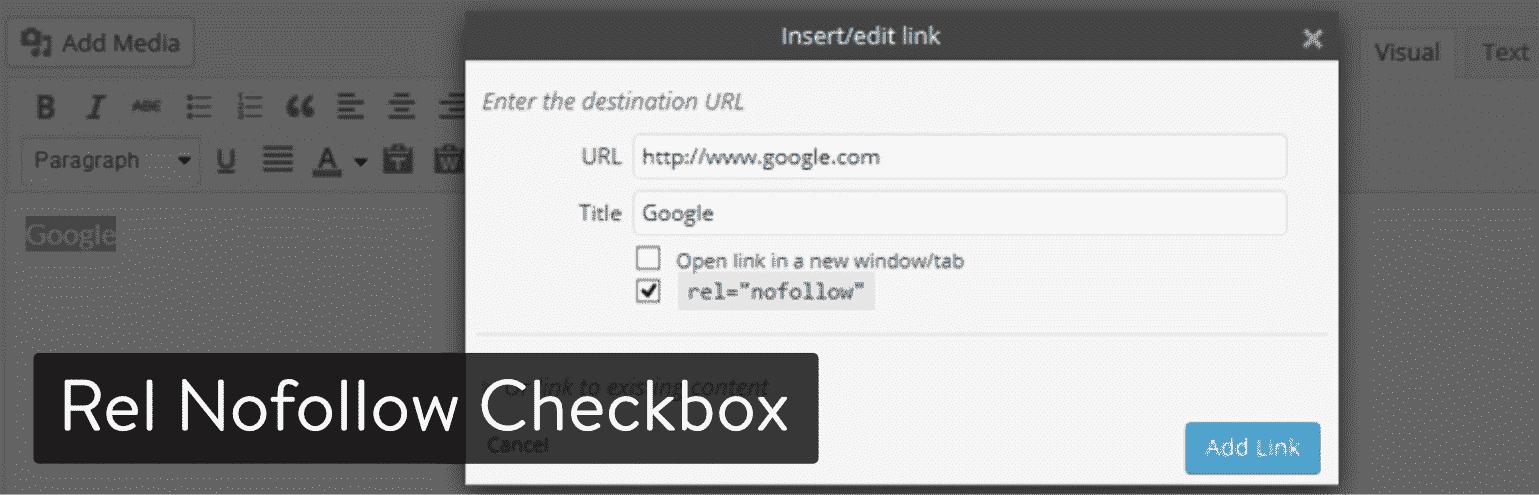 Add Media
Insert/edit link
Visual Text
B I ABC
Enter the destination URL
Paragraph U A T W
URL http://www.google.com
Title Google
Google
Open link in a new window/tab
rel="nofollow"
Or link to existing content
Rel Nofollow Checkbox
Cancel
Add Link